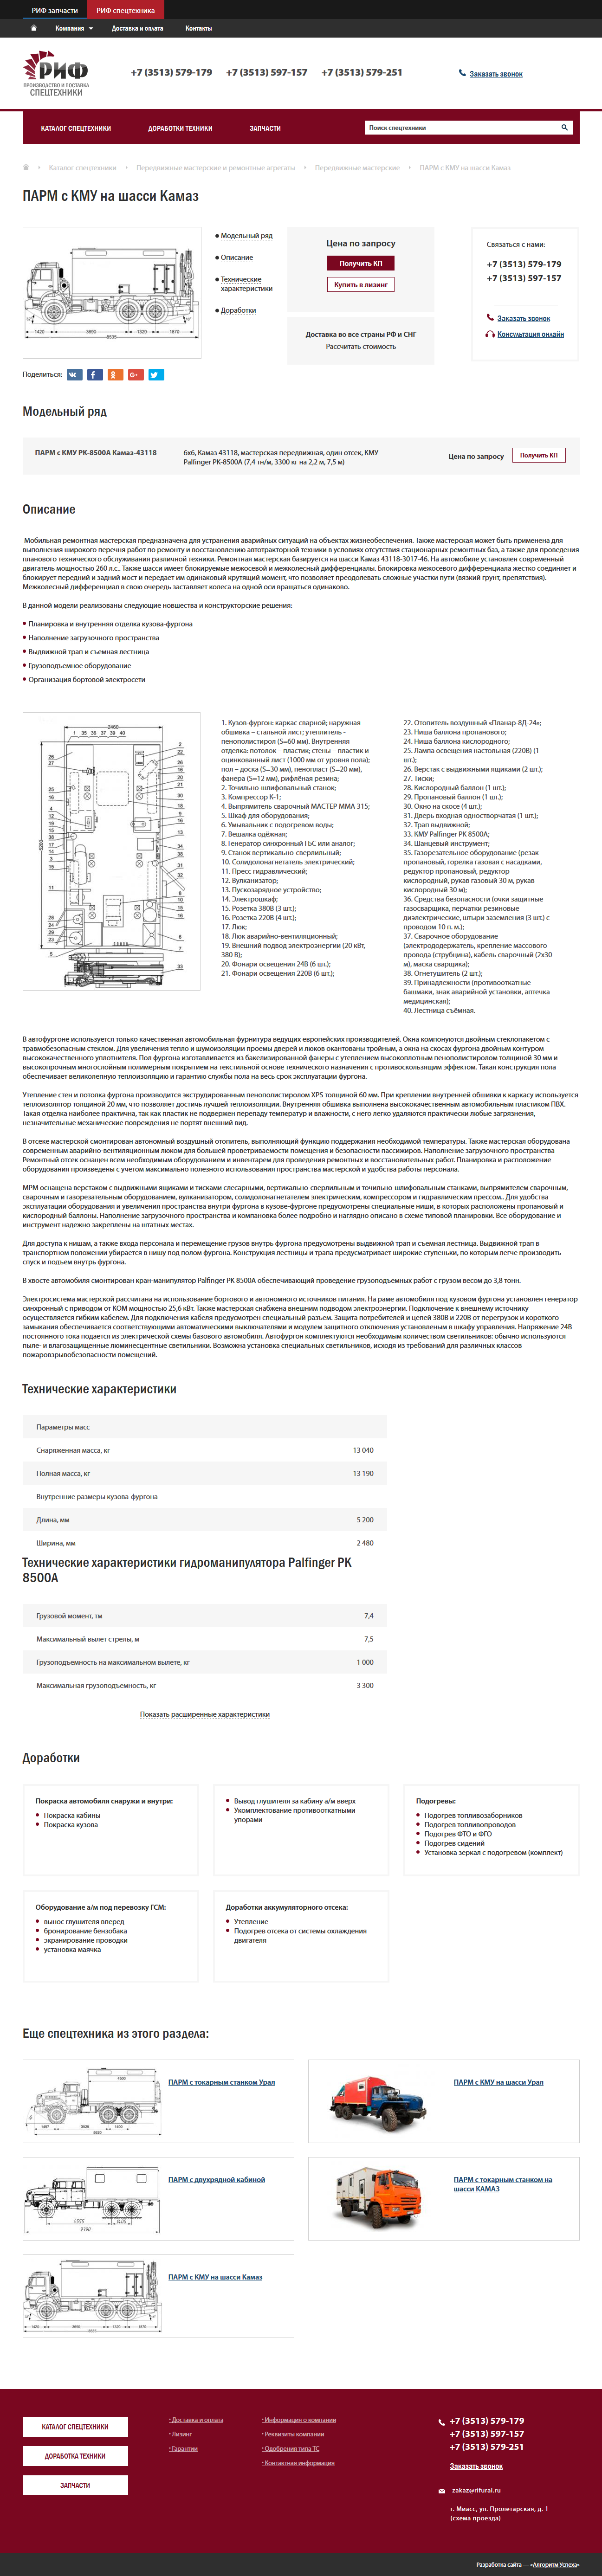 РИФ запчасти
РИФ спецтехника
Компания
Доставка и оплата
Контакты
РИФ
ПРОИЗВОДСТВО И ПОСТАВКА
СПЕЦТЕХНИКИ
+7 (3513) 579-179
+7 (3513) 597-157
+7 (3513) 579-251
Заказать звонок
КАТАЛОГ СПЕЦТЕХНИКИ
ДОРАБОТКИ ТЕХНИКИ
ЗАПЧАСТИ
Поиск спецтехники
Каталог спецтехники
Передвижные мастерские и ремонтные агрегаты
Передвижные мастерские
ПАРМ с КМУ на шасси Камаз
ПАРМ с КМУ на шасси Камаз
1420 3690 1320 1870
8535
Модельный ряд
Описание
Технические
характеристики
Доработки
Цена по запросу
Получить КП
Купить в лизинг
Доставка во все страны РФ и СНГ
Рассчитать стоимость
Связаться с нами:
+7 (3513) 579-179
+7 (3513) 597-157
Заказать звонок
Консультация онлайн
Поделиться:
Модельный ряд
ПАРМ с КМУ РК-8500А Камаз-43118
6х6, Камаз 43118, мастерская передвижная, один отсек, КМУ
Palfinger РК-8500А (7,4 тн/м, 3300 кг на 2,2 м, 7,5 м)
Цена по запросу
Получить КП
Описание
Мобильная ремонтная мастерская предназначена для устранения аварийных ситуаций на объектах жизнеобеспечения. Также мастерская может быть применена для
выполнения широкого перечня работ по ремонту и восстановлению автотракторной техники в условиях отсутствия стационарных ремонтных баз, а также для проведения
планового технического обслуживания различной техники. Ремонтная мастерская базируется на шасси Камаз 43118-3017-46. На автомобиле установлен современный
двигатель мощностью 260 л.с.. Также шасси имеет блокируемые межосевой и межколесный дифференциалы. Блокировка межосевого дифференциала жестко соединяет и
блокирует передний и задний мост и передает им одинаковый крутящий момент, что позволяет преодолевать сложные участки пути (вязкий грунт, препятствия).
Межколесный дифференциал в свою очередь заставляет колеса на одной оси вращаться одинаково.
В данной модели реализованы следующие новшества и конструкторские решения:
Планировка и внутренняя отделка кузова-фургона
Наполнение загрузочного пространства
Выдвижной трап и съемная лестница
Грузоподъемное оборудование
Организация бортовой электросети
2480
5200
1. Кузов-фургон: каркас сварной; наружная
обшивка – стальной лист; утеплитель -
пенополистирол (S=60 мм). Внутренняя
отделка: потолок – пластик; стены – пластик и
оцинкованный лист (1000 мм от уровня пола);
пол – доска (S=30 мм), пенопласт (S=20 мм),
фанера (S=12 мм), рифлёная резина;
2. Точильно-шлифовальный станок;
3. Компрессор К-1;
4. Выпрямитель сварочный МАСТЕР ММА 315;
5. Шкаф для оборудования;
6. Умывальник с подогревом воды;
7. Вешалка одёжная;
8. Генератор синхронный ГБС или аналог;
9. Станок вертикально-сверлильный;
10. Солидолонагнетатель электрический;
11. Пресс гидравлический;
12. Вулканизатор;
13. Пускозарядное устройство;
14. Электрошкаф;
15. Розетка 380В (3 шт.);
16. Розетка 220В (4 шт.);
17. Люк;
18. Люк аварийно-вентиляционный;
19. Внешний подвод электроэнергии (20 кВт,
380 В);
20. Фонари освещения 24В (6 шт.);
21. Фонари освещения 220В (6 шт.);
22. Отопитель воздушный «Планар-8Д-24»;
23. Ниша баллона пропанового;
24. Ниша баллона кислородного;
25. Лампа освещения настольная (220В) (1
шт.);
26. Верстак с выдвижными ящиками (2 шт.);
27. Тиски;
28. Кислородный баллон (1 шт.);
29. Пропановый баллон (1 шт.);
30. Окно на скосе (4 шт.);
31. Дверь входная одностворчатая (1 шт.);
32. Трап выдвижной;
33. КМУ Palfinger РК 8500А;
34. Шанцевый инструмент;
35. Газорезательное оборудование (резак
пропановый, горелка газовая с насадками,
редуктор пропановый, редуктор
кислородный, рукав газовый 30 м, рукав
кислородный 30 м);
36. Средства безопасности (очки защитные
газосварщика, перчатки резиновые
диэлектрические, штыри заземления (3 шт.) с
проводом 10 п. м.);
37. Сварочное оборудование
(электрододержатель, крепление массового
провода (струбцина), кабель сварочный (2х30
м), маска сварщика);
38. Огнетушитель (2 шт.);
39. Принадлежности (противооткатные
башмаки, знак аварийной установки, аптечка
медицинская);
40. Лестница съёмная.
В автофургоне используется только качественная автомобильная фурнитура ведущих европейских производителей. Окна компонуются двойным стеклопакетом с
травмобезопасным стеклом. Для увеличения тепло и шумоизоляции проемы дверей и люков окантованы тройным, а окна на скосах фургона двойным контуром
высококачественного уплотнителя. Пол фургона изготавливается из бакелизированной фанеры с утеплением высокоплотным пенополистиролом толщиной 30 мм и
высокопрочным многослойным полимерным покрытием на текстильной основе технического назначения с противоскользящим эффектом. Такая конструкция пола
обеспечивает великолепную теплоизоляцию и гарантию службы пола на весь срок эксплуатации фургона.
Утепление стен и потолка фургона производится экструдированным пенополистиролом XPS толщиной 60 мм. При креплении внутренней обшивки к каркасу используется
теплоизолятор толщиной 20 мм, что позволяет достичь лучшей теплоизоляции. Внутренняя обшивка выполнена высококачественным автомобильным пластиком ПВХ.
Такая отделка наиболее практична, так как пластик не подвержен перепаду температур и влажности, с него легко удаляются практически любые загрязнения,
незначительные механические повреждения не портят внешний вид.
В отсеке мастерской смонтирован автономный воздушный отопитель, выполняющий функцию поддержания необходимой температуры. Также мастерская оборудована
современным аварийно-вентиляционным люком для большей проветриваемости помещения и безопасности пассажиров. Наполнение загрузочного пространства
Ремонтный отсек оснащен всем необходимым оборудованием и инвентарем для проведения ремонтных и восстановительных работ. Планировка и расположение
оборудования произведены с учетом максимально полезного использования пространства мастерской и удобства работы персонала.
МРМ оснащена верстаком с выдвижными ящиками и тисками слесарными, вертикально-сверлильным и точильно-шлифовальным станками, выпрямителем сварочным,
сварочным и газорезательным оборудованием, вулканизатором, солидолонагнетателем электрическим, компрессором и гидравлическим прессом.. Для удобства
эксплуатации оборудования и увеличения пространства внутри фургона в кузове-фургоне предусмотрены специальные ниши, в которых расположены пропановый и
кислородный баллоны. Наполнение загрузочного пространства и компановка более подробно и наглядно описано в схеме типовой планировки. Все оборудование и
инструмент надежно закреплены на штатных местах.
Для доступа к нишам, а также входа персонала и перемещение грузов внутрь фургона предусмотрены выдвижной трап и съемная лестница. Выдвижной трап в
транспортном положении убирается в нишу под полом фургона. Конструкция лестницы и трапа предусматривает широкие ступеньки, по которым легче производить
спуск и подъем внутрь фургона.
В хвосте автомобиля смонтирован кран-манипулятор Palfinger РК 8500А обеспечивающий проведение грузоподъемных работ с грузом весом до 3,8 тонн.
Электросистема мастерской рассчитана на использование бортового и автономного источников питания. На раме автомобиля под кузовом фургона установлен генератор
синхронный с приводом от КОМ мощностью 25,6 кВт. Также мастерская снабжена внешним подводом электроэнергии. Подключение к внешнему источнику
осуществляется гибким кабелем. Для подключения кабеля предусмотрен специальный разъем. Защита потребителей и цепей 380В и 220В от перегрузок и короткого
замыкания обеспечивается соответствующими автоматическими выключателями и модулем защитного отключения установленым в шкафу управления. Напряжение 24В
постоянного тока подается из электрической схемы базового автомобиля. Автофургон комплектуются необходимым количеством светильников: обычно используются
пыле- и влагозащищенные люминесцентные светильники. Возможна установка специальных светильников, исходя из требований для различных классов
пожаровзрывобезопасности помещений.
Технические характеристики
Параметры масс
Снаряженная масса, кг 13 040
Полная масса, кг 13 190
Внутренние размеры кузова-фургона
Длина, мм 5 200
Ширина, мм 2 480
Технические характеристики гидроманипулятора Palfinger РК
8500А
Грузовой момент, тм 7,4
Максимальный вылет стрелы, м 7,5
Грузоподъемность на максимальном вылете, кг 1 000
Максимальная грузоподъемность, кг 3 300
Показать расширенные характеристики
Доработки
Покраска автомобиля снаружи и внутри:
Покраска кабины
Покраска кузова
Вывод глушителя за кабину а/м вверх
Укомплектование противооткатными
упорами
Подогревы:
Подогрев топливозаборников
Подогрев топливопроводов
Подогрев ФТО и ФГО
Подогрев сидений
Установка зеркал с подогревом (комплект)
Оборудование а/м под перевозку ГСМ:
вынос глушителя вперед
бронирование бензобака
экранирование проводки
установка маячка
Доработки аккумуляторного отсека:
Утепление
Подогрев отсека от системы охлаждения
двигателя
Еще спецтехника из этого раздела:
ПАРМ с токарным станком Урал
ПАРМ с КМУ на шасси Урал
ПАРМ с двухрядной кабиной
ПАРМ с токарным станком на
шасси КАМАЗ
ПАРМ с КМУ на шасси Камаз
КАТАЛОГ СПЕЦТЕХНИКИ
ДОРАБОТКА ТЕХНИКИ
ЗАПЧАСТИ
Доставка и оплата
Лизинг
Гарантии
Информация о компании
Реквизиты компании
Одобрения типа ТС
Контактная информация
+7 (3513) 579-179
+7 (3513) 597-157
+7 (3513) 579-251
Заказать звонок
zakaz@rifural.ru
г. Миасс, ул. Пролетарская, д. 1
(схема проезда)
Разработка сайта — «Алгоритм Успеха»